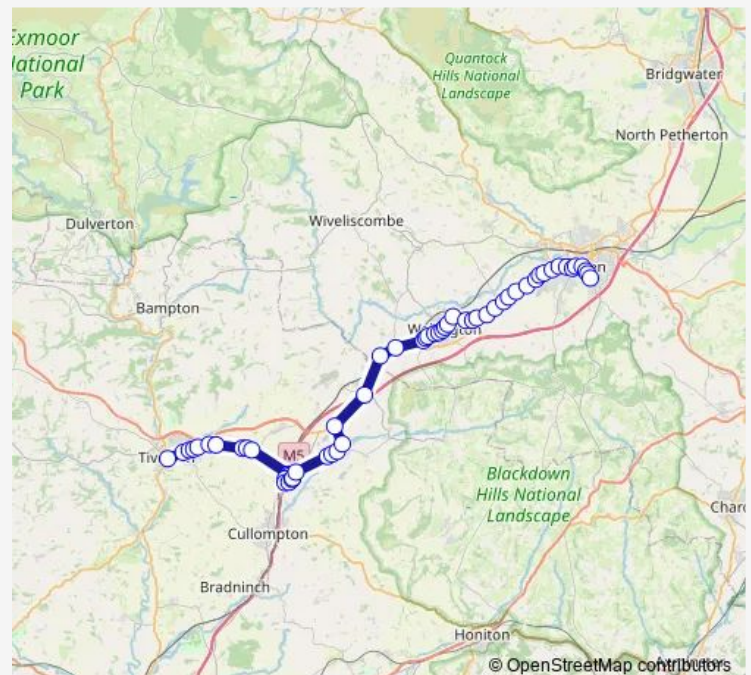 Exmoor
National
Park
Quantock
Hills National
Landscape
Bridgwater
North Petherton
Dulverton
Wiveliscombe
Bampton
M5
Blackdown
Hills National
Landscape
Cullompton
Bradninch
Honiton
© OpenStreetMap contributors